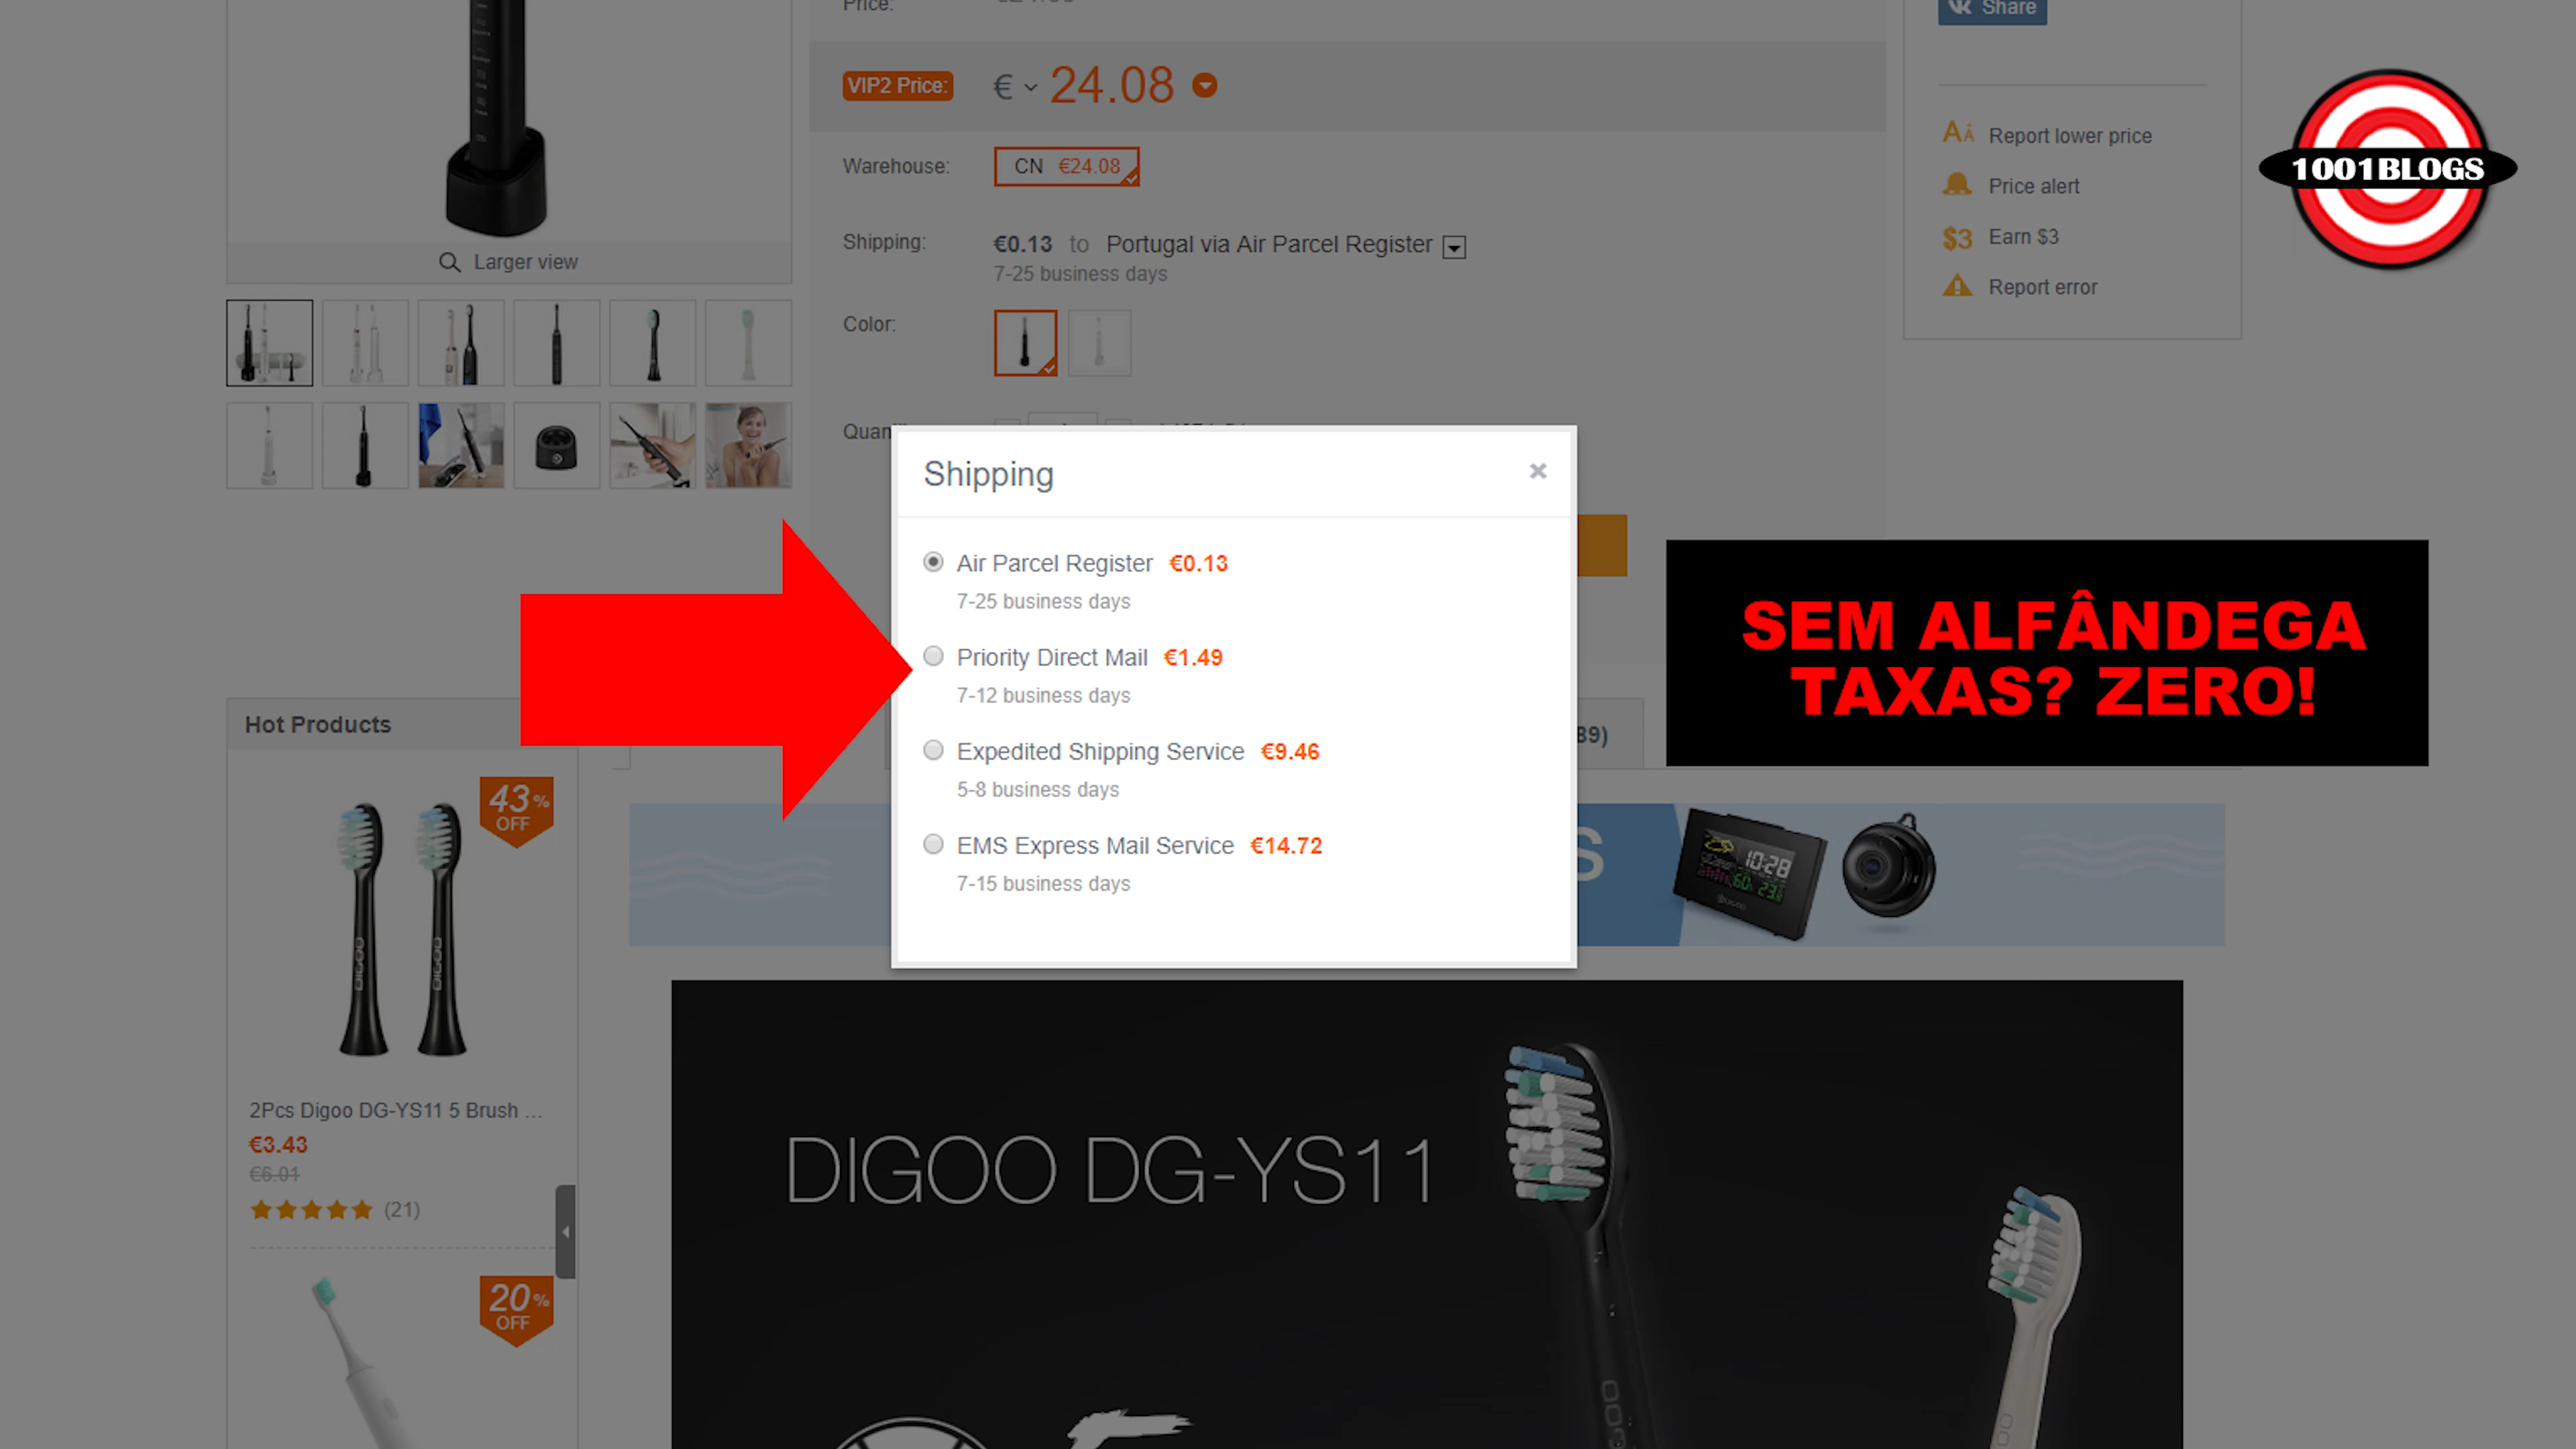 Price:
VIP2 Price: € 24.08
Warehouse: CN €24.08
Shipping: €0.13 to Portugal via Air Parcel Register
7-25 business days
Color:
Larger view
Share
Report lower price
Price alert
$3 Earn $3
Report error
1001BLOGS
Shipping
Air Parcel Register €0.13
7-25 business days
Priority Direct Mail €1.49
7-12 business days
Expedited Shipping Service €9.46
5-8 business days
EMS Express Mail Service €14.72
7-15 business days
SEM ALFÂNDEGA
TAXAS? ZERO!
Hot Products
43%
OFF
2Pcs Digoo DG-YS11 5 Brush ...
€3.43
€6.01
(21)
20%
OFF
10:28
DIGOO DG-YS11